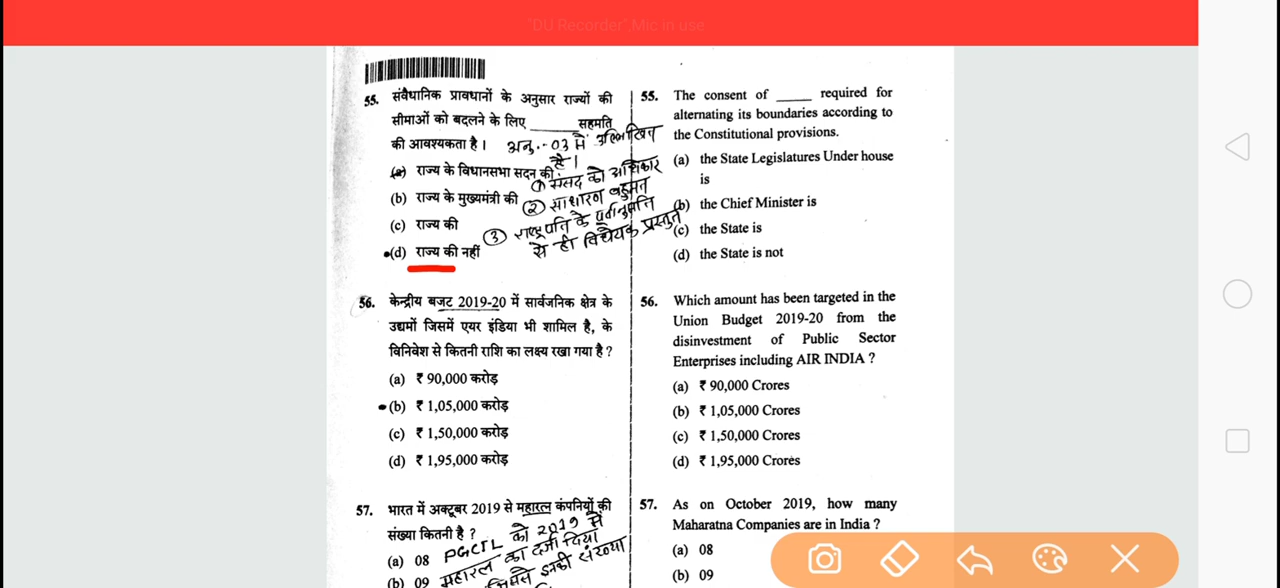 "DU Recorder",Mic in use
55. संवैधानिक प्रावधानों के अनुसार राज्यों की
सीमाओं को बदलने के लिए ______ सहमति
की आवश्यकता है।
अनु.-03 में उल्लिखित
है।
(a) राज्य के विधानसभा सदन की
① संसद को अधिकार
(b) राज्य के मुख्यमंत्री की
② साधारण बहुमत
(c) राज्य की
③ राष्ट्रपति के पूर्वानुमति
से ही विधेयक प्रस्तुत
(d) राज्य की नहीं
56. केन्द्रीय बजट 2019-20 में सार्वजनिक क्षेत्र के
उद्यमों जिसमें एयर इंडिया भी शामिल है, के
विनिवेश से कितनी राशि का लक्ष्य रखा गया है ?
(a) ₹ 90,000 करोड़
(b) ₹ 1,05,000 करोड़
(c) ₹ 1,50,000 करोड़
(d) ₹ 1,95,000 करोड़
57. भारत में अक्टूबर 2019 से महारत्न कंपनियों की
संख्या कितनी है ?
(a) 08
PGCIL को 2019 में
महारत्न का दर्जा दिया
(b) 09
इनकी संख्या
55. The consent of _____ required for
alternating its boundaries according to
the Constitutional provisions.
(a) the State Legislatures Under house
is
(b) the Chief Minister is
(c) the State is
(d) the State is not
56. Which amount has been targeted in the
Union Budget 2019-20 from the
disinvestment of Public Sector
Enterprises including AIR INDIA ?
(a) ₹ 90,000 Crores
(b) ₹ 1,05,000 Crores
(c) ₹ 1,50,000 Crores
(d) ₹ 1,95,000 Crores
57. As on October 2019, how many
Maharatna Companies are in India ?
(a) 08
(b) 09